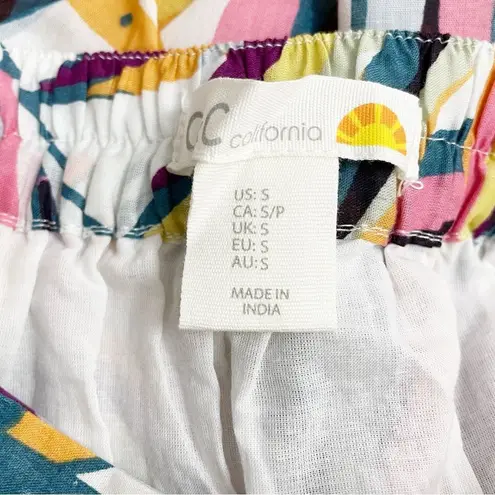 CC california
US: S
CA: S/P
UK: S
EU: S
AU: S
MADE IN
INDIA